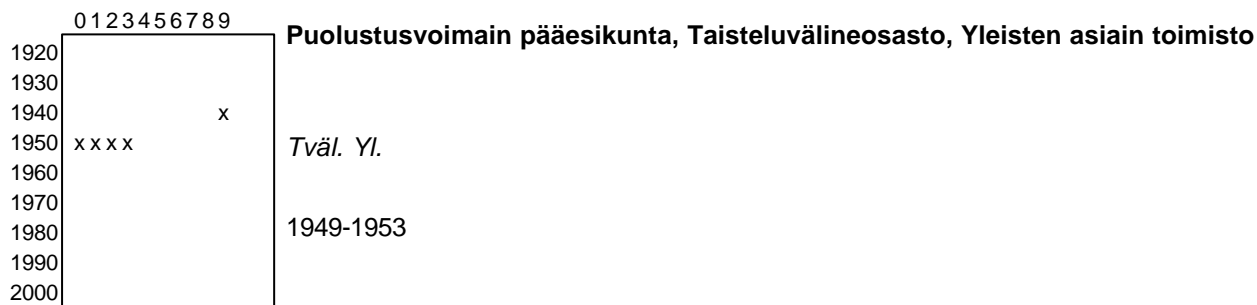 0123456789
Puolustusvoimain pääesikunta, Taisteluvälineosasto, Yleisten asiain toimisto
1920
1930
1940 x
1950 xxxx
Tväl. Yl.
1960
1970
1980
1949-1953
1990
2000